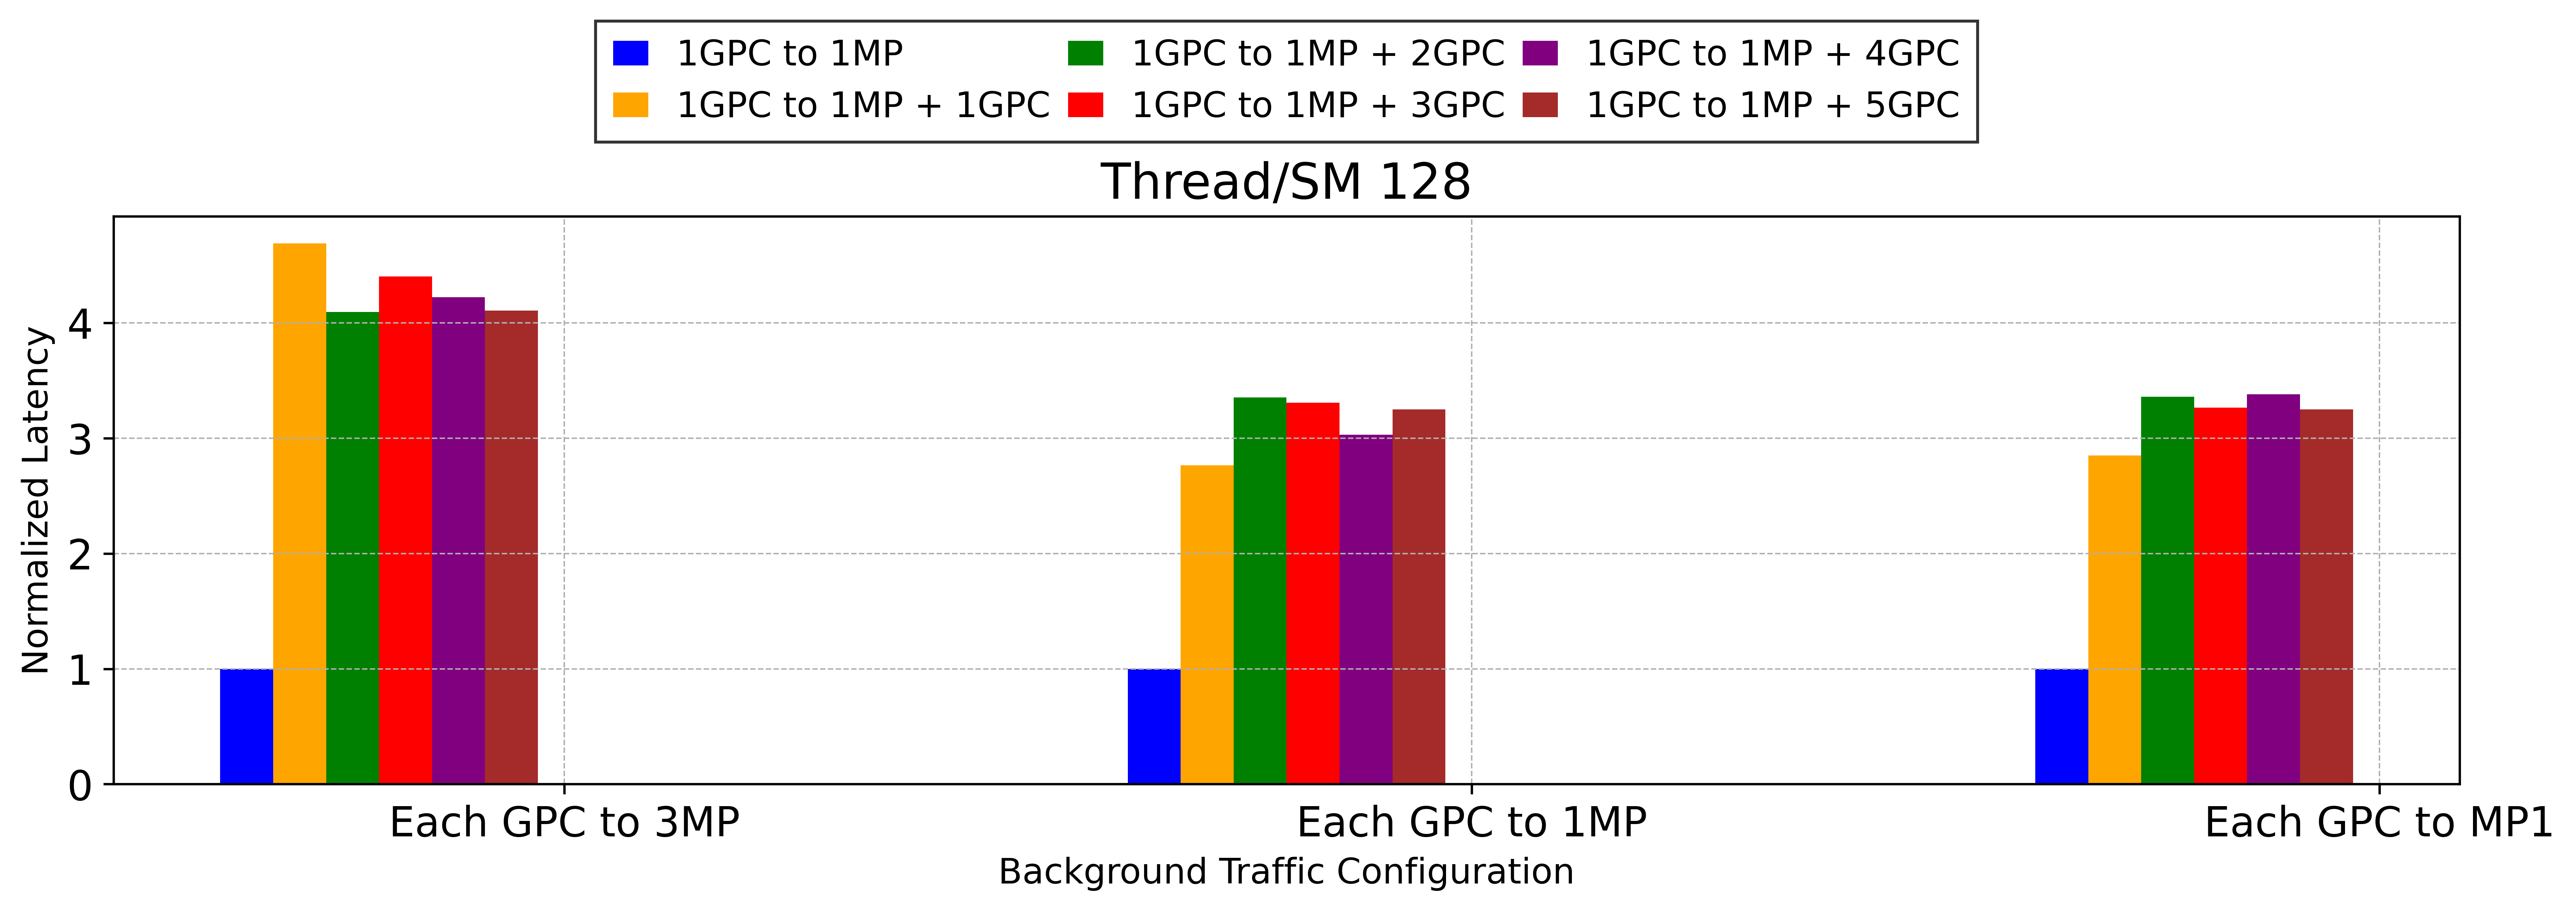 1GPC to 1MP
1GPC to 1MP + 1GPC
1GPC to 1MP + 2GPC
1GPC to 1MP + 3GPC
1GPC to 1MP + 4GPC
1GPC to 1MP + 5GPC
Thread/SM 128
Normalized Latency
4
3
2
1
0
Each GPC to 3MP
Each GPC to 1MP
Each GPC to MP1
Background Traffic Configuration